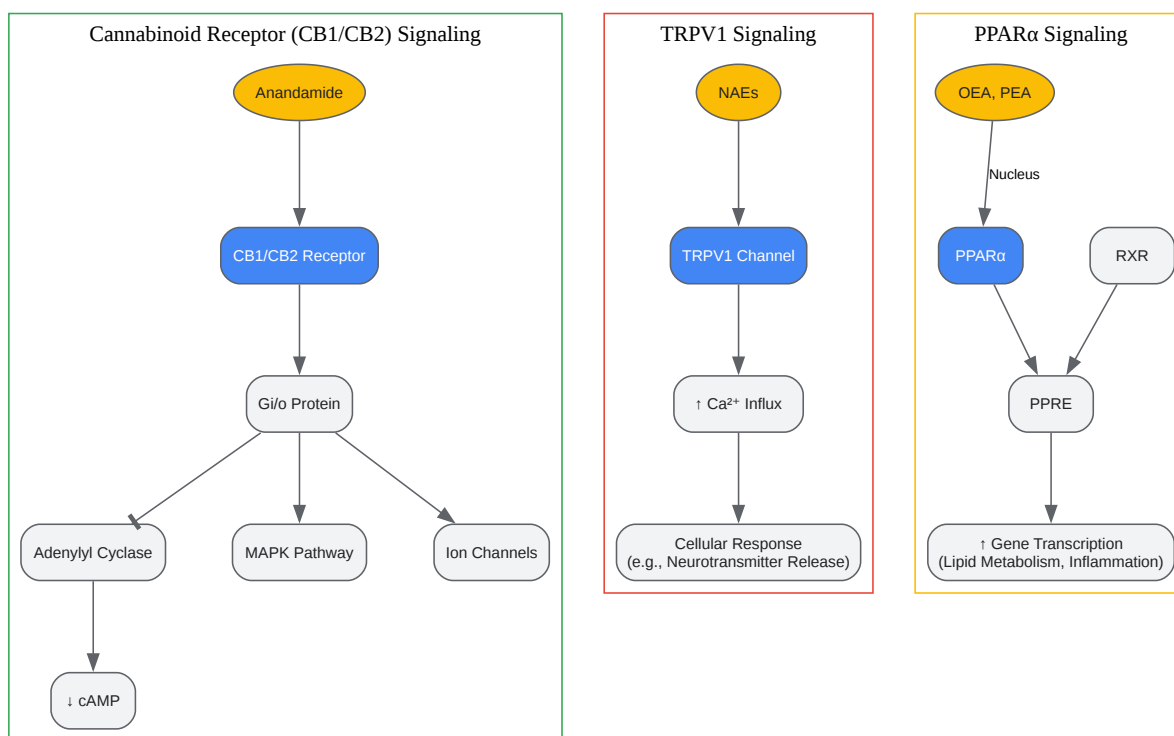 Cannabinoid Receptor (CB1/CB2) Signaling
Anandamide
CB1/CB2 Receptor
Gi/o Protein
Adenylyl Cyclase
MAPK Pathway
Ion Channels
↓ cAMP
TRPV1 Signaling
NAEs
TRPV1 Channel
↑ Ca²⁺ Influx
Cellular Response
(e.g., Neurotransmitter Release)
PPARα Signaling
OEA, PEA
Nucleus
PPARα
RXR
PPRE
↑ Gene Transcription
(Lipid Metabolism, Inflammation)